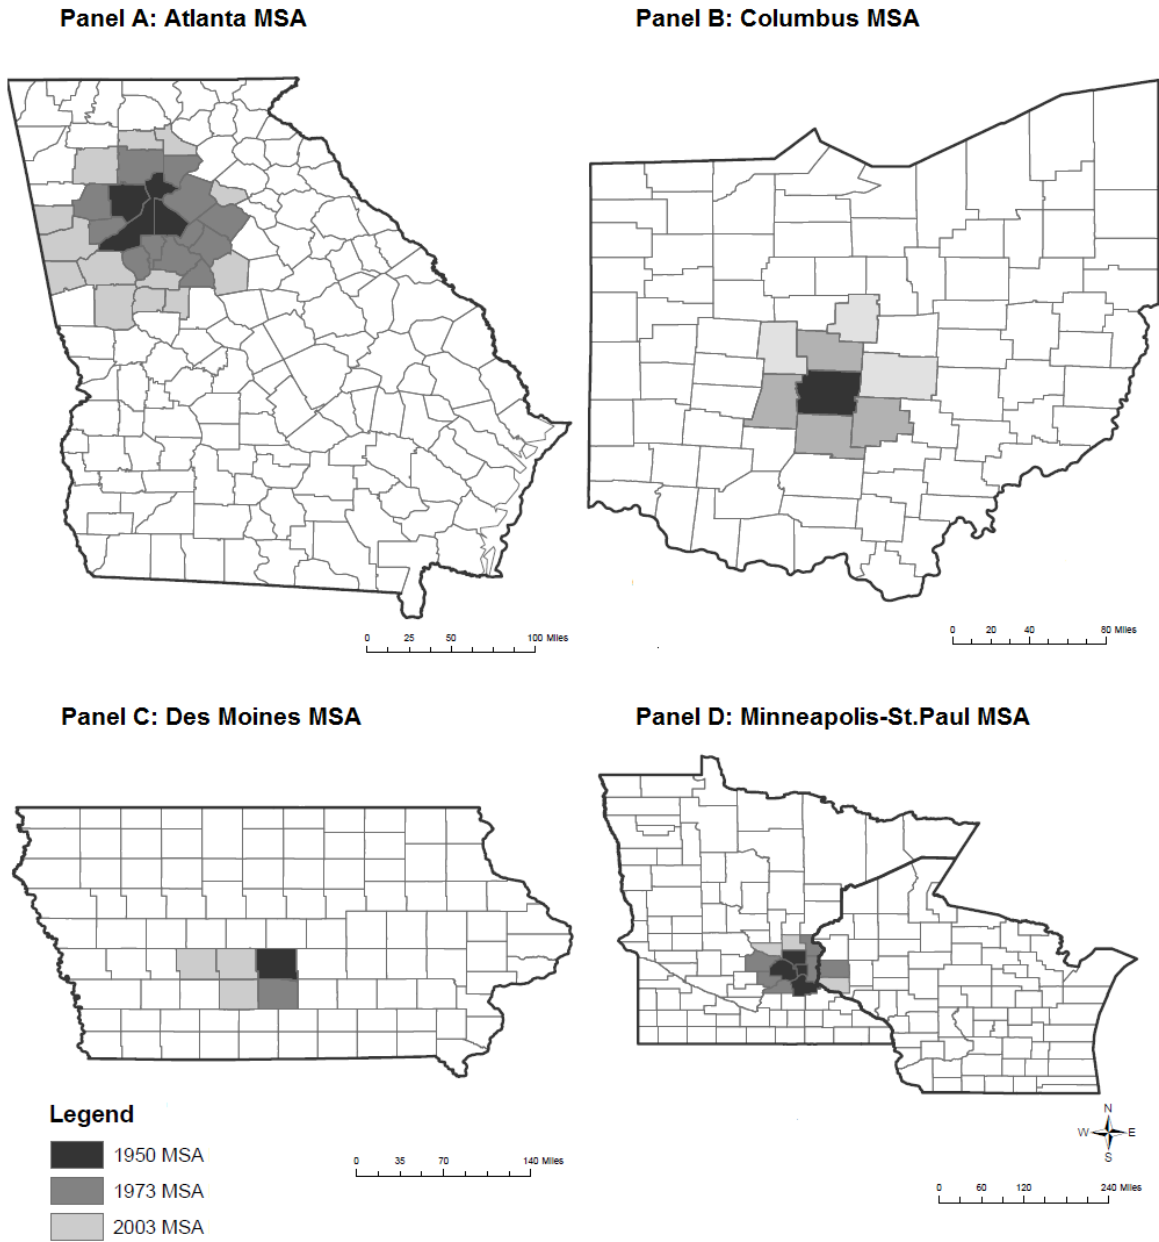 Panel A: Atlanta MSA
Panel B: Columbus MSA
0 25 50 100 Miles
0 20 40 80 Miles
Panel C: Des Moines MSA
Panel D: Minneapolis-St.Paul MSA
Legend
1950 MSA
1973 MSA
2003 MSA
0 35 70 140 Miles
N
W E
S
0 60 120 240 Miles